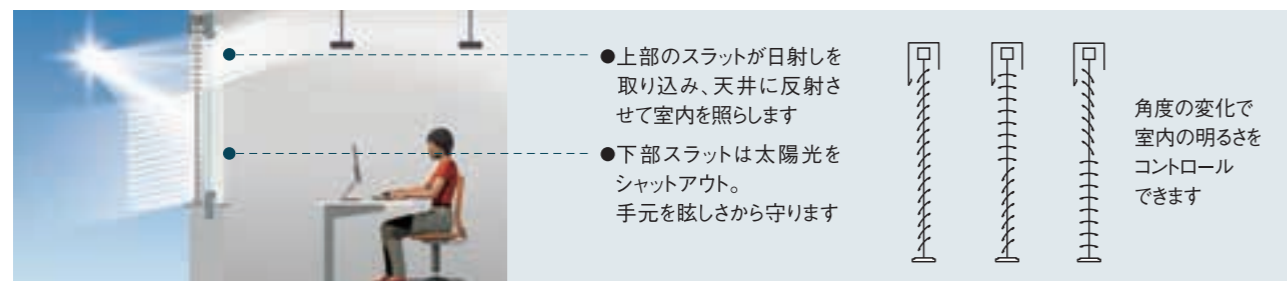 ●上部のスラットが日射しを
取り込み、天井に反射さ
せて室内を照らします
●下部スラットは太陽光を
シャットアウト。
手元を眩しさから守ります
角度の変化で
室内の明るさを
コントロール
できます